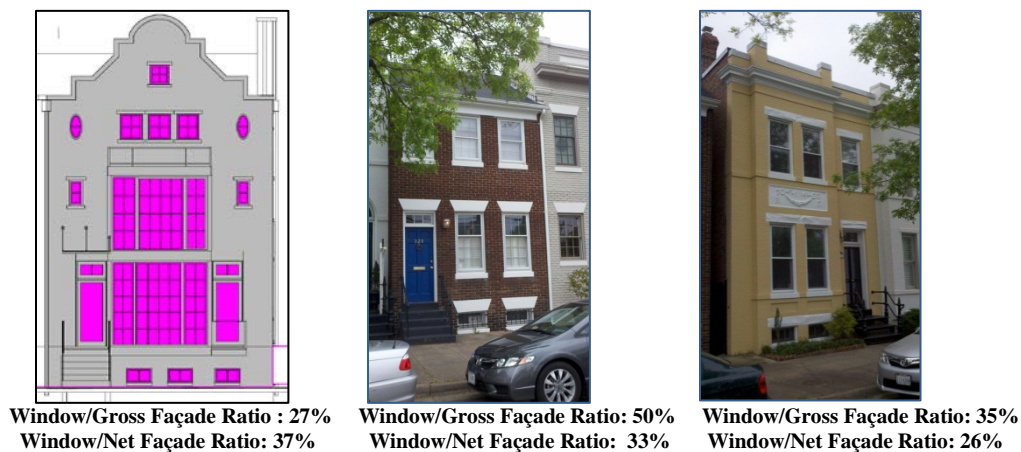 Window/Gross Façade Ratio : 27%
Window/Net Façade Ratio: 37%
Window/Gross Façade Ratio: 50%
Window/Net Façade Ratio: 33%
Window/Gross Façade Ratio: 35%
Window/Net Façade Ratio: 26%